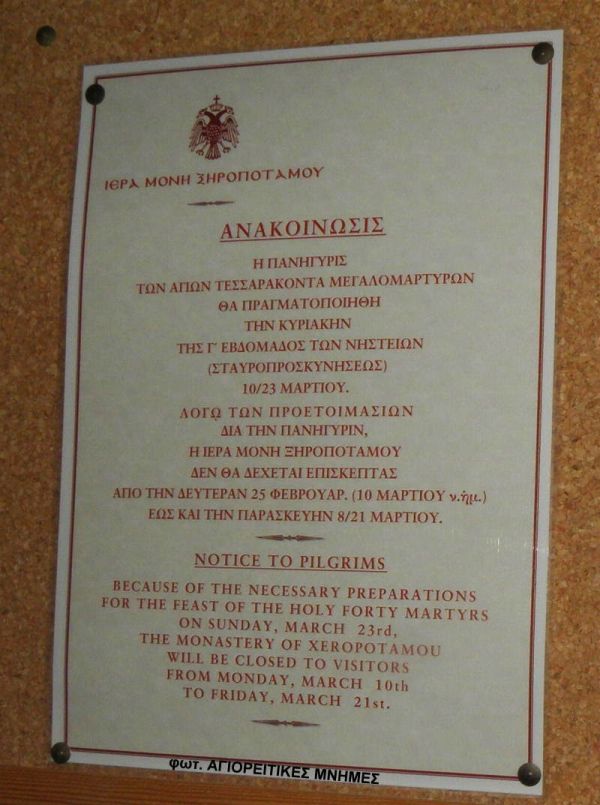 ΙΕΡΑ ΜΟΝΗ ΞΗΡΟΠΟΤΑΜΟΥ
ΑΝΑΚΟΙΝΩΣΙΣ
Η ΠΑΝΗΓΥΡΙΣ
ΤΩΝ ΑΓΙΩΝ ΤΕΣΣΑΡΑΚΟΝΤΑ ΜΕΓΑΛΟΜΑΡΤΥΡΩΝ
ΘΑ ΠΡΑΓΜΑΤΟΠΟΙΗΘΗ
ΤΗΝ ΚΥΡΙΑΚΗΝ
ΤΗΣ Γ΄ ΕΒΔΟΜΑΔΟΣ ΤΩΝ ΝΗΣΤΕΙΩΝ
(ΣΤΑΥΡΟΠΡΟΣΚΥΝΗΣΕΩΣ)
10/23 ΜΑΡΤΙΟΥ.
ΛΟΓῼ ΤΩΝ ΠΡΟΕΤΟΙΜΑΣΙΩΝ
ΔΙΑ ΤΗΝ ΠΑΝΗΓΥΡΙΝ,
Η ΙΕΡΑ ΜΟΝΗ ΞΗΡΟΠΟΤΑΜΟΥ
ΔΕΝ ΘΑ ΔΕΧΕΤΑΙ ΕΠΙΣΚΕΠΤΑΣ
ΑΠΟ ΤΗΝ ΔΕΥΤΕΡΑΝ 25 ΦΕΒΡΟΥΑΡ. (10 ΜΑΡΤΙΟΥ ν.ἡμ.)
ΕΩΣ ΚΑΙ ΤΗΝ ΠΑΡΑΣΚΕΥΗΝ 8/21 ΜΑΡΤΙΟΥ.
NOTICE TO PILGRIMS
BECAUSE OF THE NECESSARY PREPARATIONS
FOR THE FEAST OF THE HOLY FORTY MARTYRS
ON SUNDAY, MARCH 23rd,
THE MONASTERY OF XEROPOTAMOU
WILL BE CLOSED TO VISITORS
FROM MONDAY, MARCH 10th
TO FRIDAY, MARCH 21st.
φωτ. ΑΓΙΟΡΕΙΤΙΚΕΣ ΜΝΗΜΕΣ